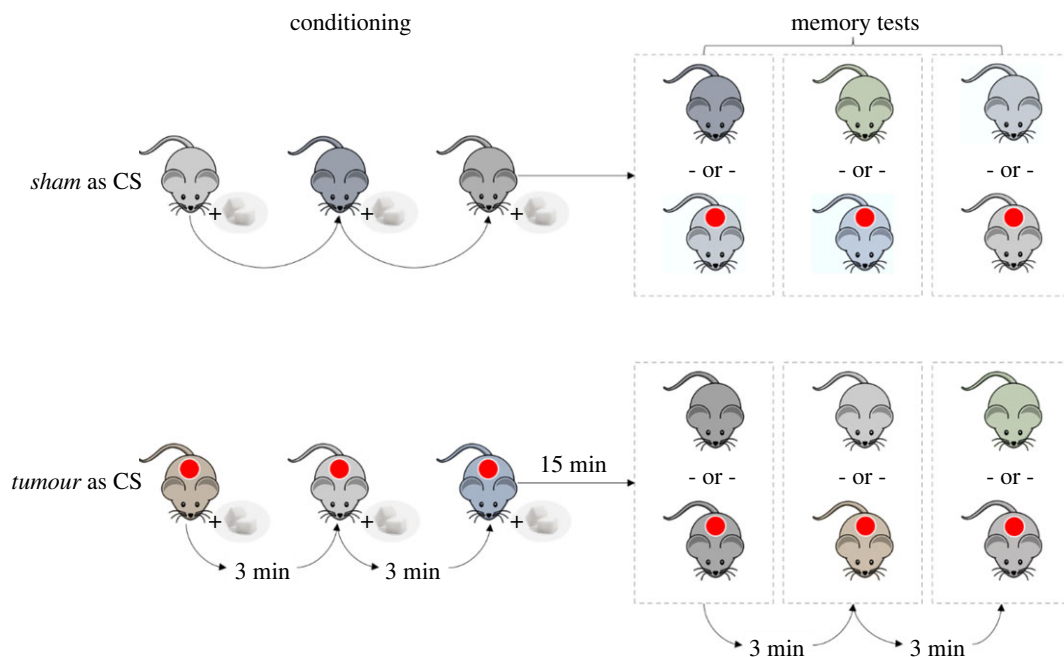 conditioning
memory tests
sham as CS
+
+
+
- or -
- or -
- or -
tumour as CS
+
+
+
3 min
3 min
15 min
- or -
- or -
- or -
3 min
3 min